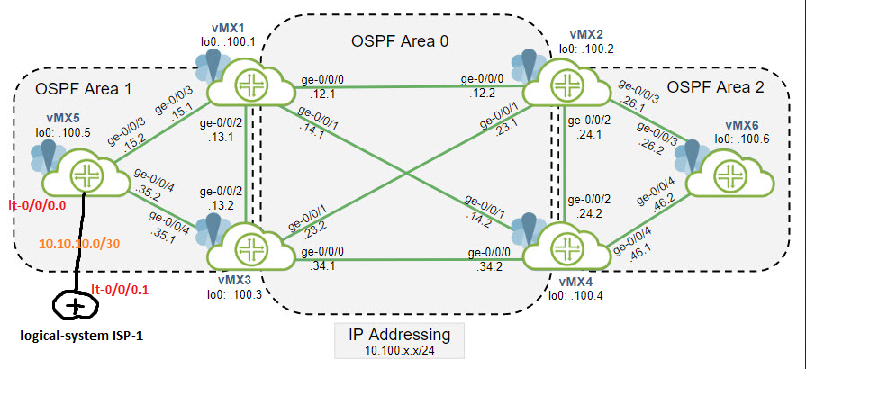 OSPF Area 0
vMX1
lo0: .100.1
vMX2
lo0: .100.2
OSPF Area 1
OSPF Area 2
ge-0/0/0
.12.1
ge-0/0/0
.12.2
ge-0/0/3
.15.1
ge-0/0/3
.15.2
ge-0/0/2
.13.1
ge-0/0/1
.14.1
ge-0/0/1
.23.1
ge-0/0/2
.24.1
ge-0/0/3
.26.1
ge-0/0/3
.26.2
vMX5
lo0: .100.5
vMX6
lo0: .100.6
ge-0/0/4
.35.2
ge-0/0/4
.35.1
ge-0/0/2
.13.2
ge-0/0/1
.23.2
ge-0/0/1
.14.2
ge-0/0/2
.24.2
ge-0/0/4
.46.2
ge-0/0/4
.46.1
lt-0/0/0.0
10.10.10.0/30
lt-0/0/0.1
ge-0/0/0
.34.1
ge-0/0/0
.34.2
vMX3
lo0: .100.3
vMX4
lo0: .100.4
logical-system ISP-1
IP Addressing
10.100.x.x/24